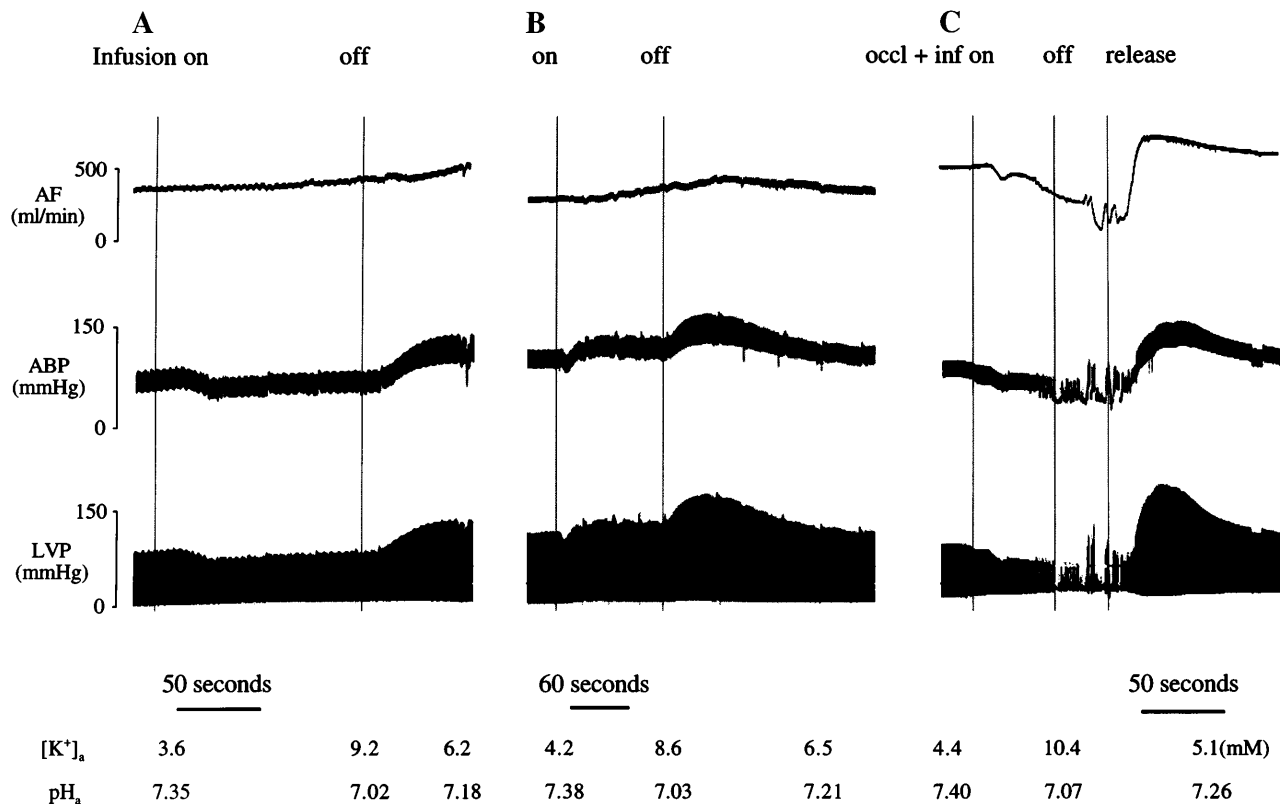 A B C
Infusion on off on off occl + inf on off release
500
AF
(ml/min)
0
150
ABP
(mmHg)
0
150
LVP
(mmHg)
0
50 seconds 60 seconds 50 seconds
[K⁺]ₐ 3.6 9.2 6.2 4.2 8.6 6.5 4.4 10.4 5.1(mM)
pHₐ 7.35 7.02 7.18 7.38 7.03 7.21 7.40 7.07 7.26